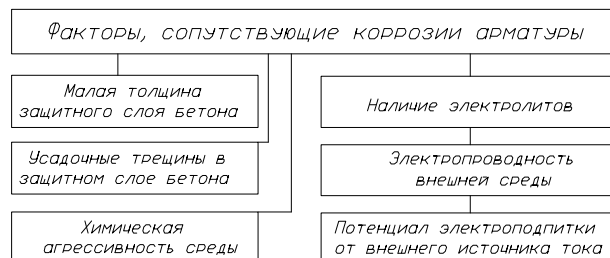 Факторы, сопутствующие коррозии арматуры
Малая толщина
защитного слоя бетона
Усадочные трещины в
защитном слое бетона
Химическая
агрессивность среды
Наличие электролитов
Электропроводность
внешней среды
Потенциал электроподпитки
от внешнего источника тока